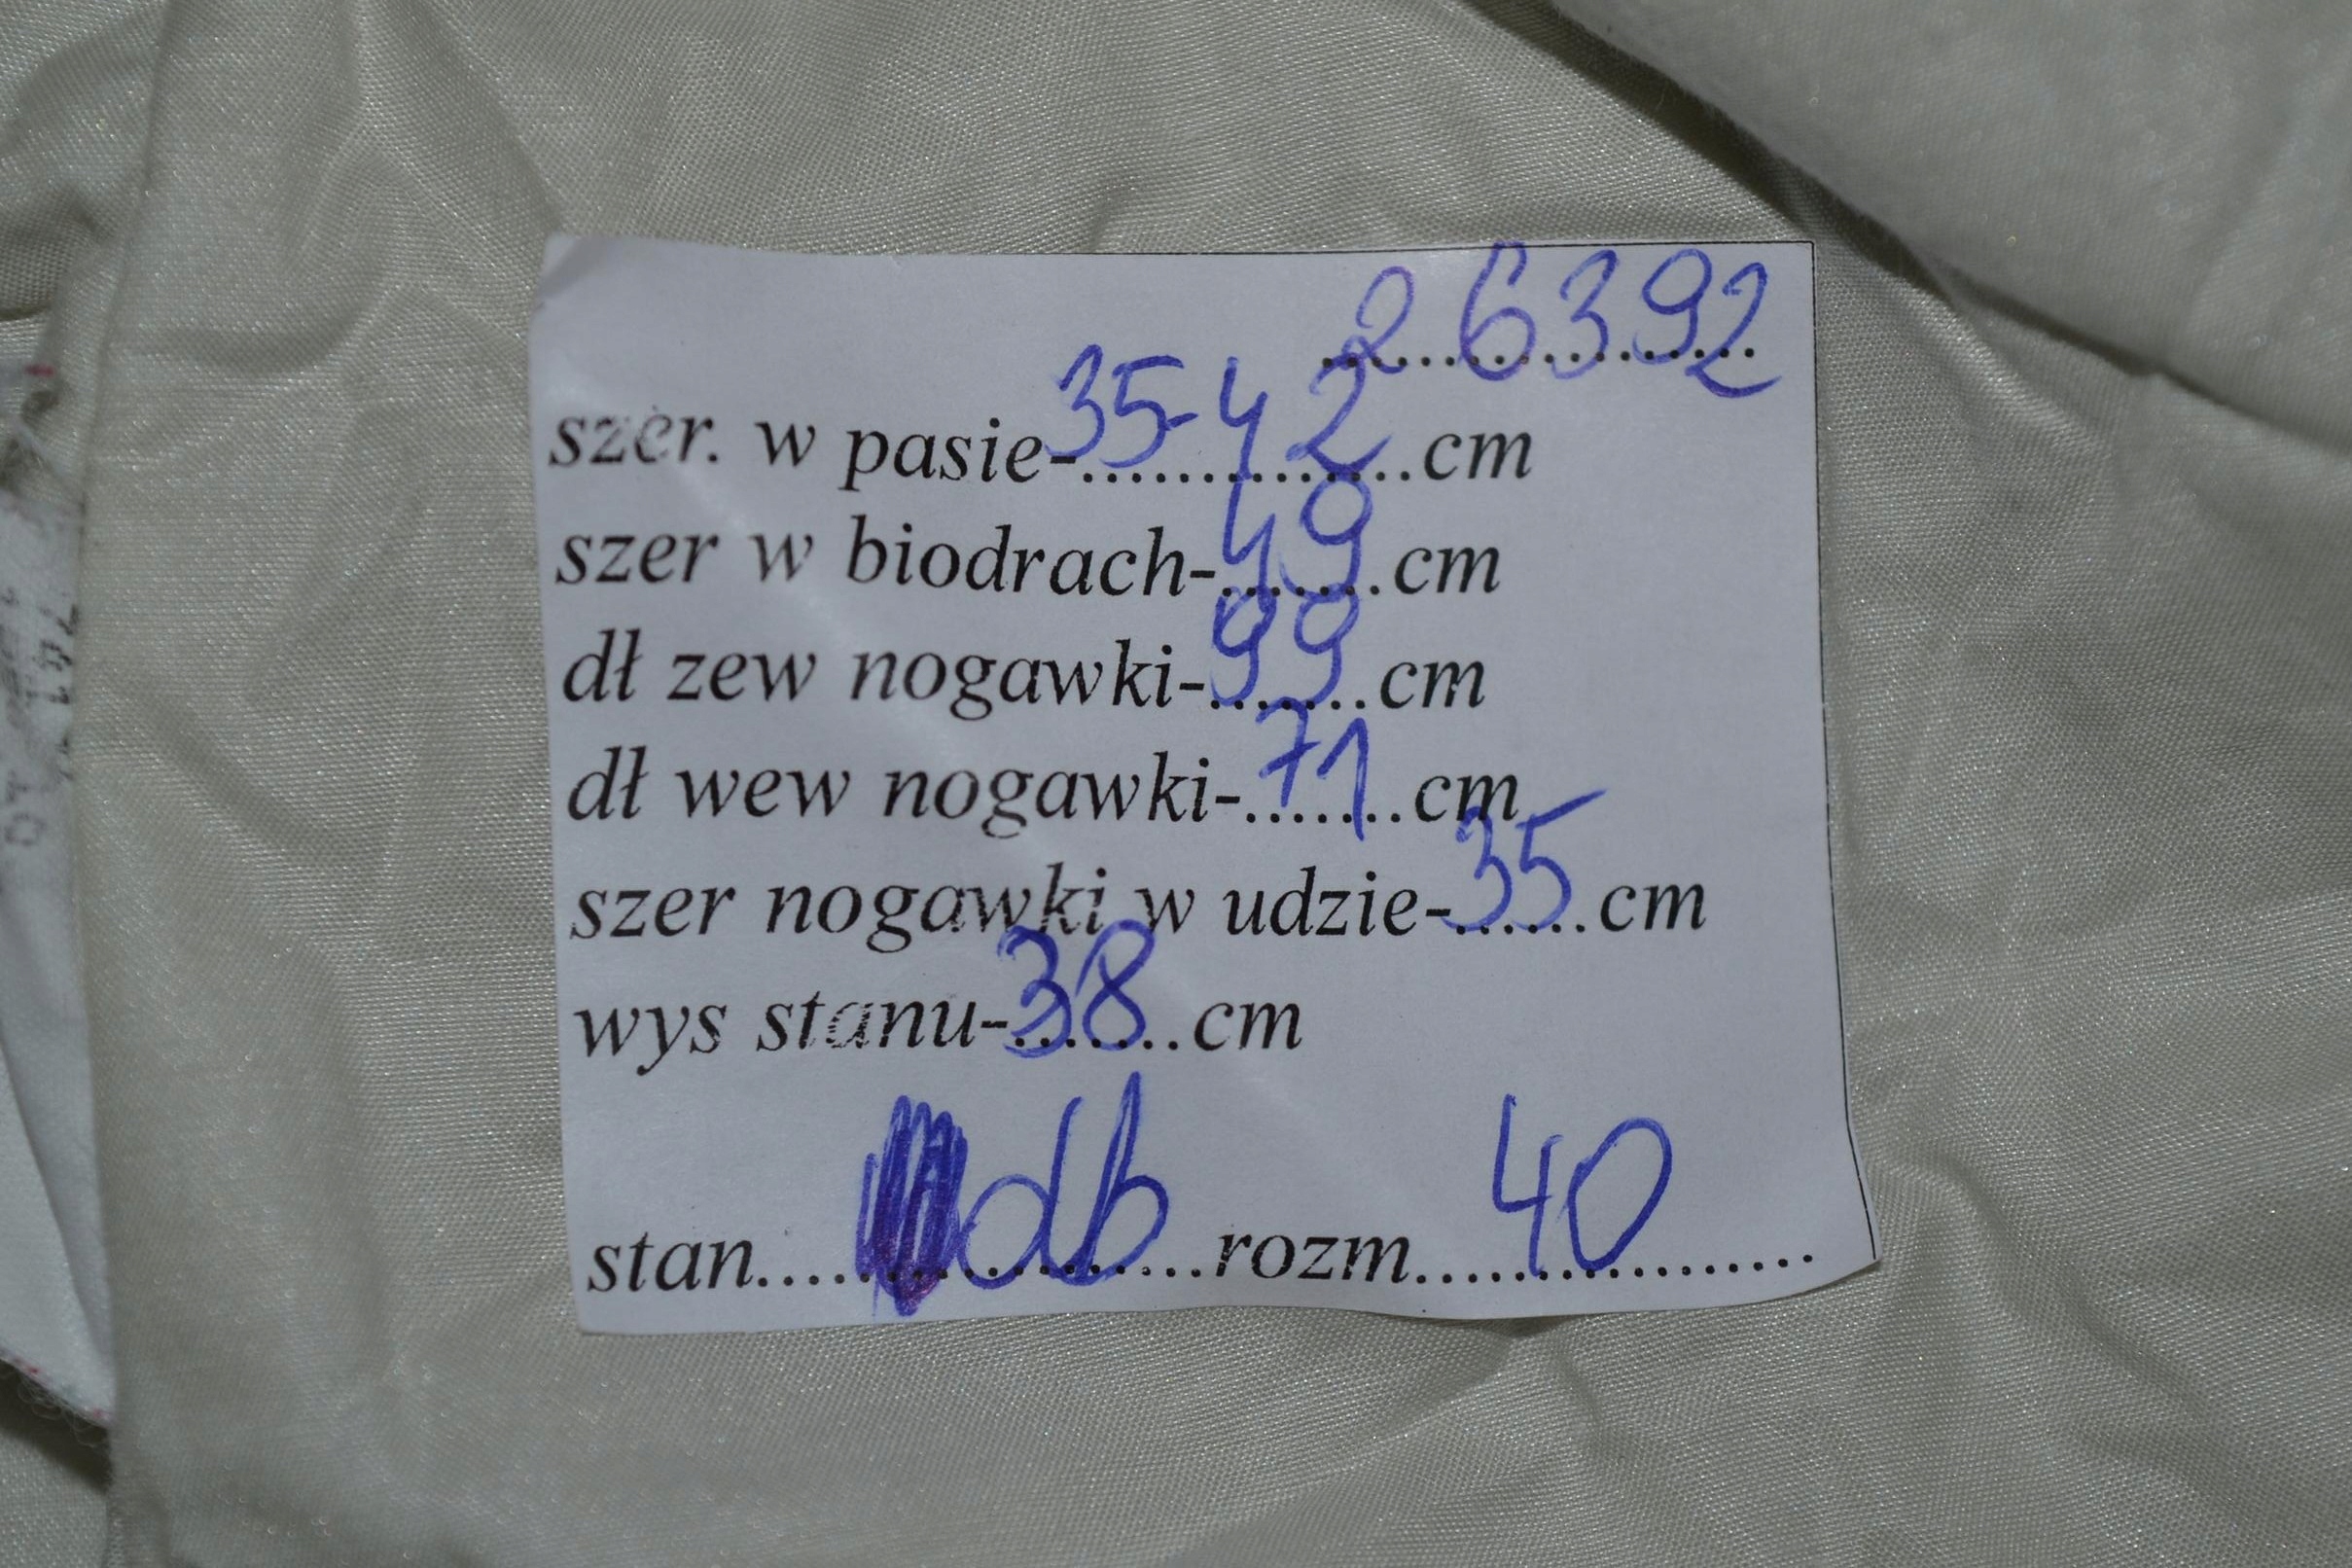 26392
szer. w pasie-35-42 cm
szer w biodrach-49 cm
dł zew nogawki-99 cm
dł wew nogawki-71 cm
szer nogawki w udzie-35 cm
wys stanu-38 cm
stan....db....rozm....40....